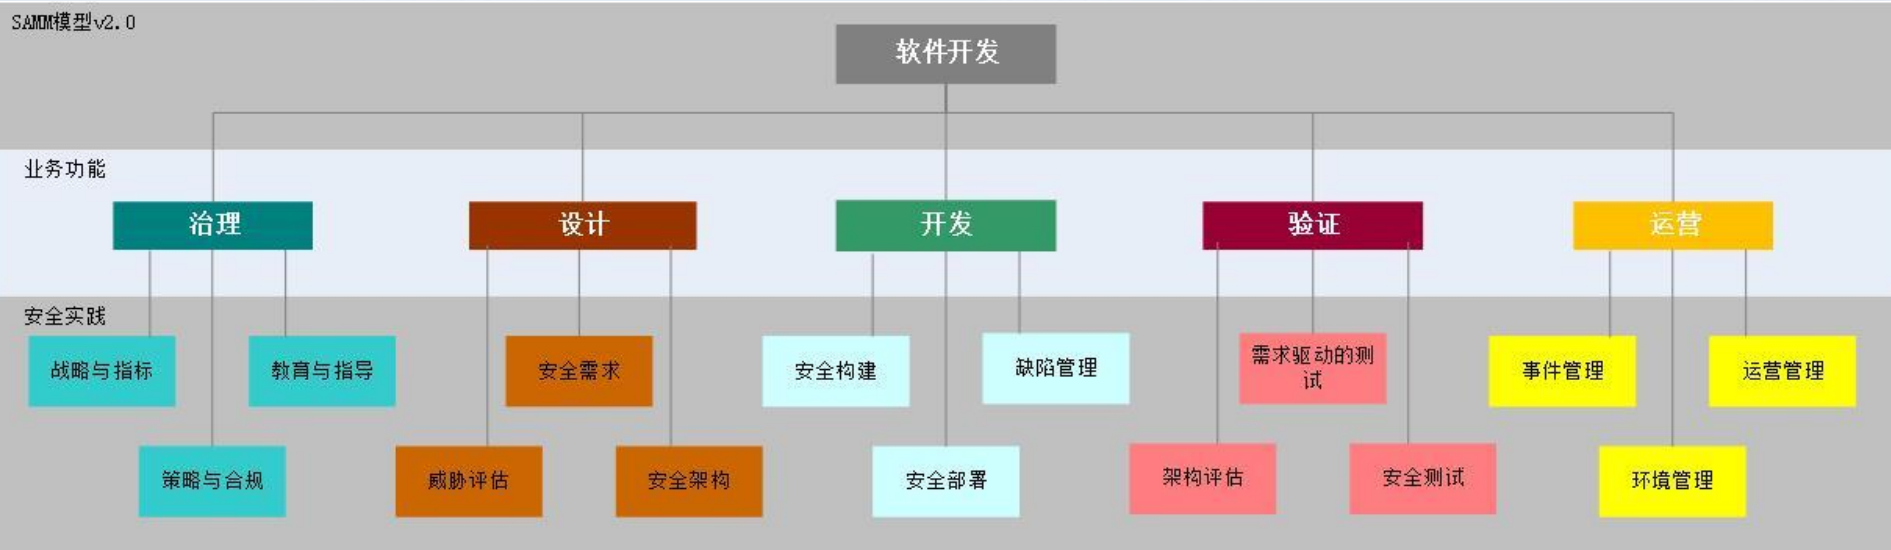 SAMM模型v2.0
软件开发
业务功能
治理
设计
开发
验证
运营
安全实践
战略与指标
教育与指导
安全需求
安全构建
缺陷管理
需求驱动的测
试
事件管理
运营管理
策略与合规
威胁评估
安全架构
安全部署
架构评估
安全测试
环境管理